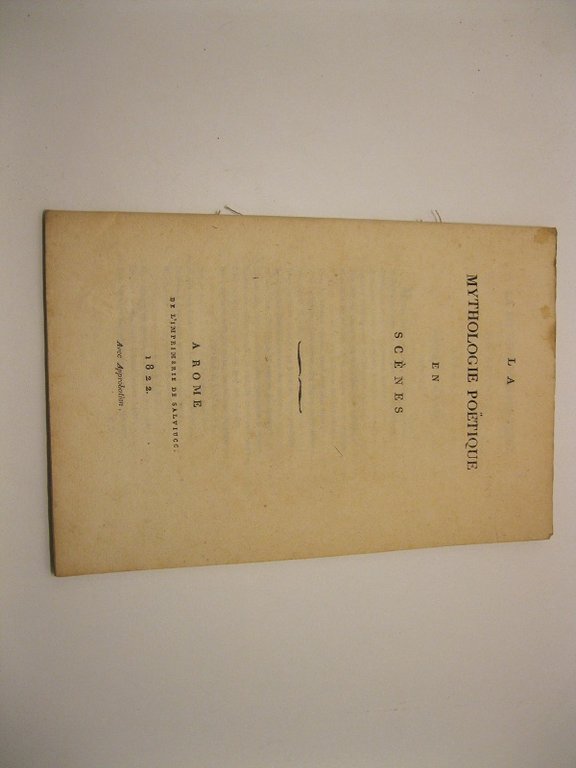 LA
MYTHOLOGIE POËTIQUE
EN
SCÈNES
A ROME
DE L'IMPRIMERIE DE SALVIUCC.
1822.
Avec Approbation.